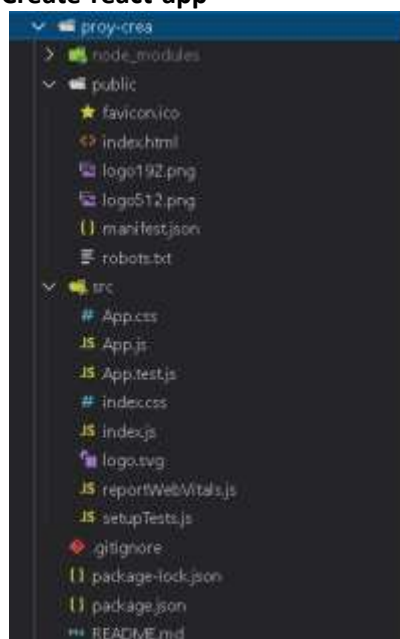 Create react-app
proy-crea
node_modules
public
favicon.ico
index.html
logo192.png
logo512.png
manifest.json
robots.txt
src
App.css
App.js
App.test.js
index.css
index.js
logo.svg
reportWebVitals.js
setupTests.js
.gitignore
package-lock.json
package.json
README.md